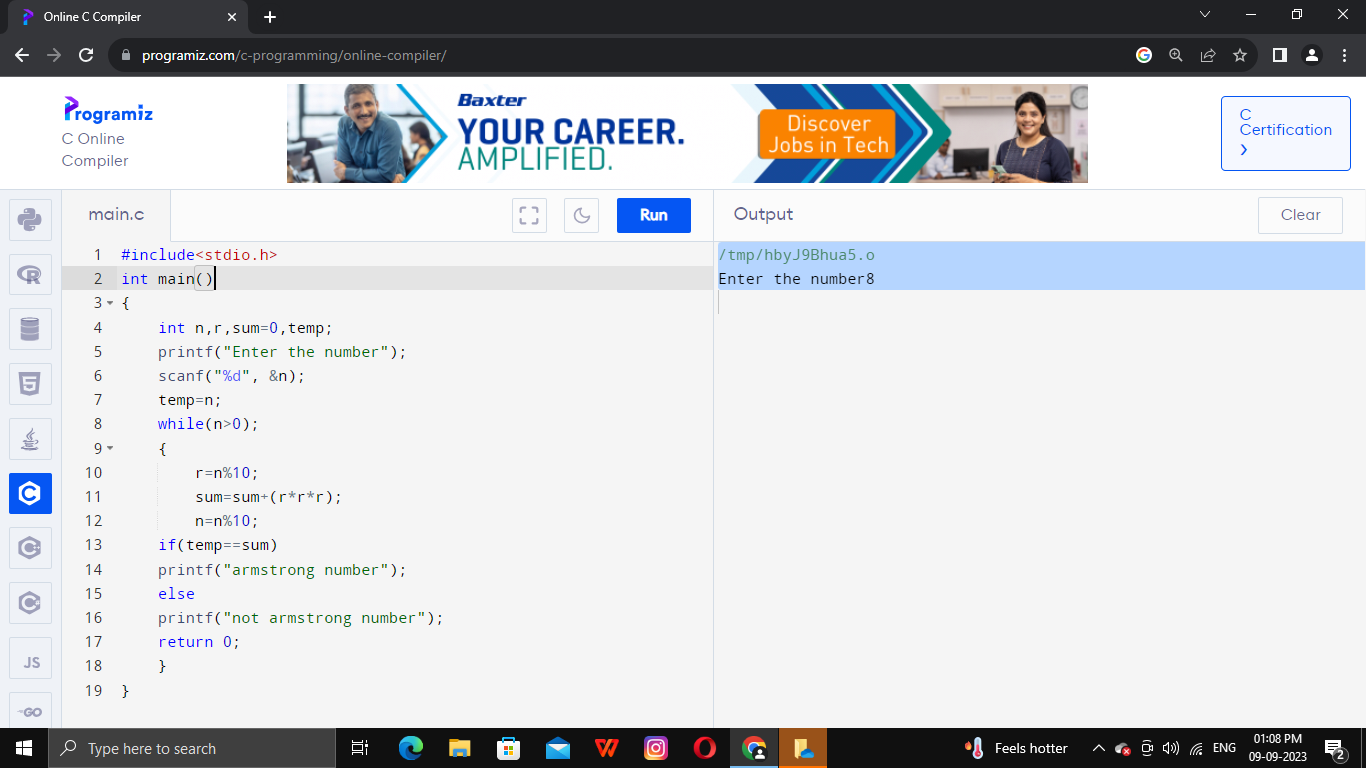 Online C Compiler
programiz.com/c-programming/online-compiler/
Programiz
C Online
Compiler
Baxter
YOUR CAREER.
AMPLIFIED.
Discover
Jobs in Tech
C
Certification
main.c
Run
Output
Clear
1 #include<stdio.h>
2 int main()
3 {
4 int n,r,sum=0,temp;
5 printf("Enter the number");
6 scanf("%d", &n);
7 temp=n;
8 while(n>0);
9 {
10 r=n%10;
11 sum=sum+(r*r*r);
12 n=n%10;
13 if(temp==sum)
14 printf("armstrong number");
15 else
16 printf("not armstrong number");
17 return 0;
18 }
19 }
/tmp/hbyJ9Bhua5.o
Enter the number8
JS
GO
Type here to search
Feels hotter
ENG
01:08 PM
09-09-2023
2